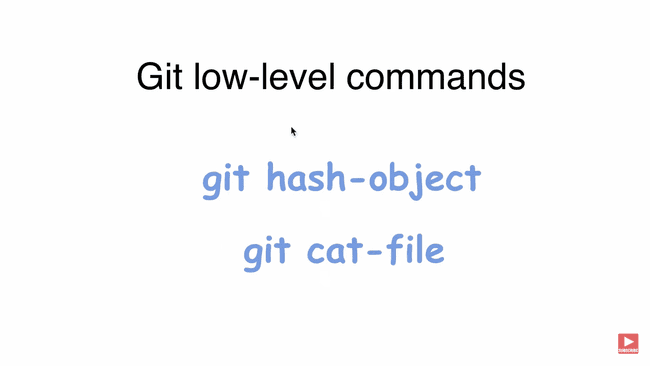 Git low-level commands
git hash-object
git cat-file